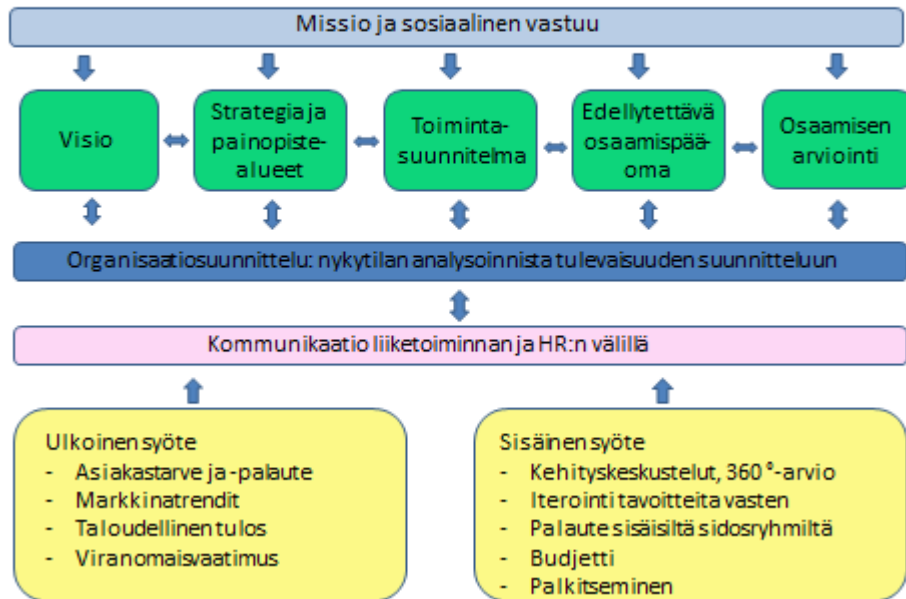 Missio ja sosiaalinen vastuu
Visio
Strategia ja
painopiste-
alueet
Toiminta-
suunnitelma
Edellytettävä
osaamispää-
oma
Osaamisen
arviointi
Organisaatiosuunnittelu: nykytilan analysoinnista tulevaisuuden suunnitteluun
Kommunikaatio liiketoiminnan ja HR:n välillä
Ulkoinen syöte
- Asiakastarve ja -palaute
- Markkinatrendit
- Taloudellinen tulos
- Viranomaisvaatimus
Sisäinen syöte
- Kehityskeskustelut, 360°-arvio
- Iterointi tavoitteita vasten
- Palaute sisäisiltä sidosryhmiltä
- Budjetti
- Palkitseminen